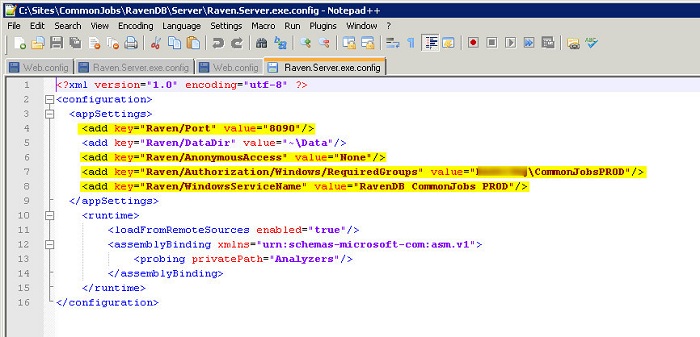 C:\Sites\CommonJobs\RavenDB\Server\Raven.Server.exe.config - Notepad++
File Edit Search View Encoding Language Settings Macro Run Plugins Window ?
Web.config Raven.Server.exe.config Web.config Raven.Server.exe.config
1 <?xml version="1.0" encoding="utf-8" ?>
2 <configuration>
3 <appSettings>
4 <add key="Raven/Port" value="8090"/>
5 <add key="Raven/DataDir" value="~\Data"/>
6 <add key="Raven/AnonymousAccess" value="None"/>
7 <add key="Raven/Authorization/Windows/RequiredGroups" value="\CommonJobsPROD"/>
8 <add key="Raven/WindowsServiceName" value="RavenDB CommonJobs PROD"/>
9 </appSettings>
10 <runtime>
11 <loadFromRemoteSources enabled="true"/>
12 <assemblyBinding xmlns="urn:schemas-microsoft-com:asm.v1">
13 <probing privatePath="Analyzers"/>
14 </assemblyBinding>
15 </runtime>
16 </configuration>